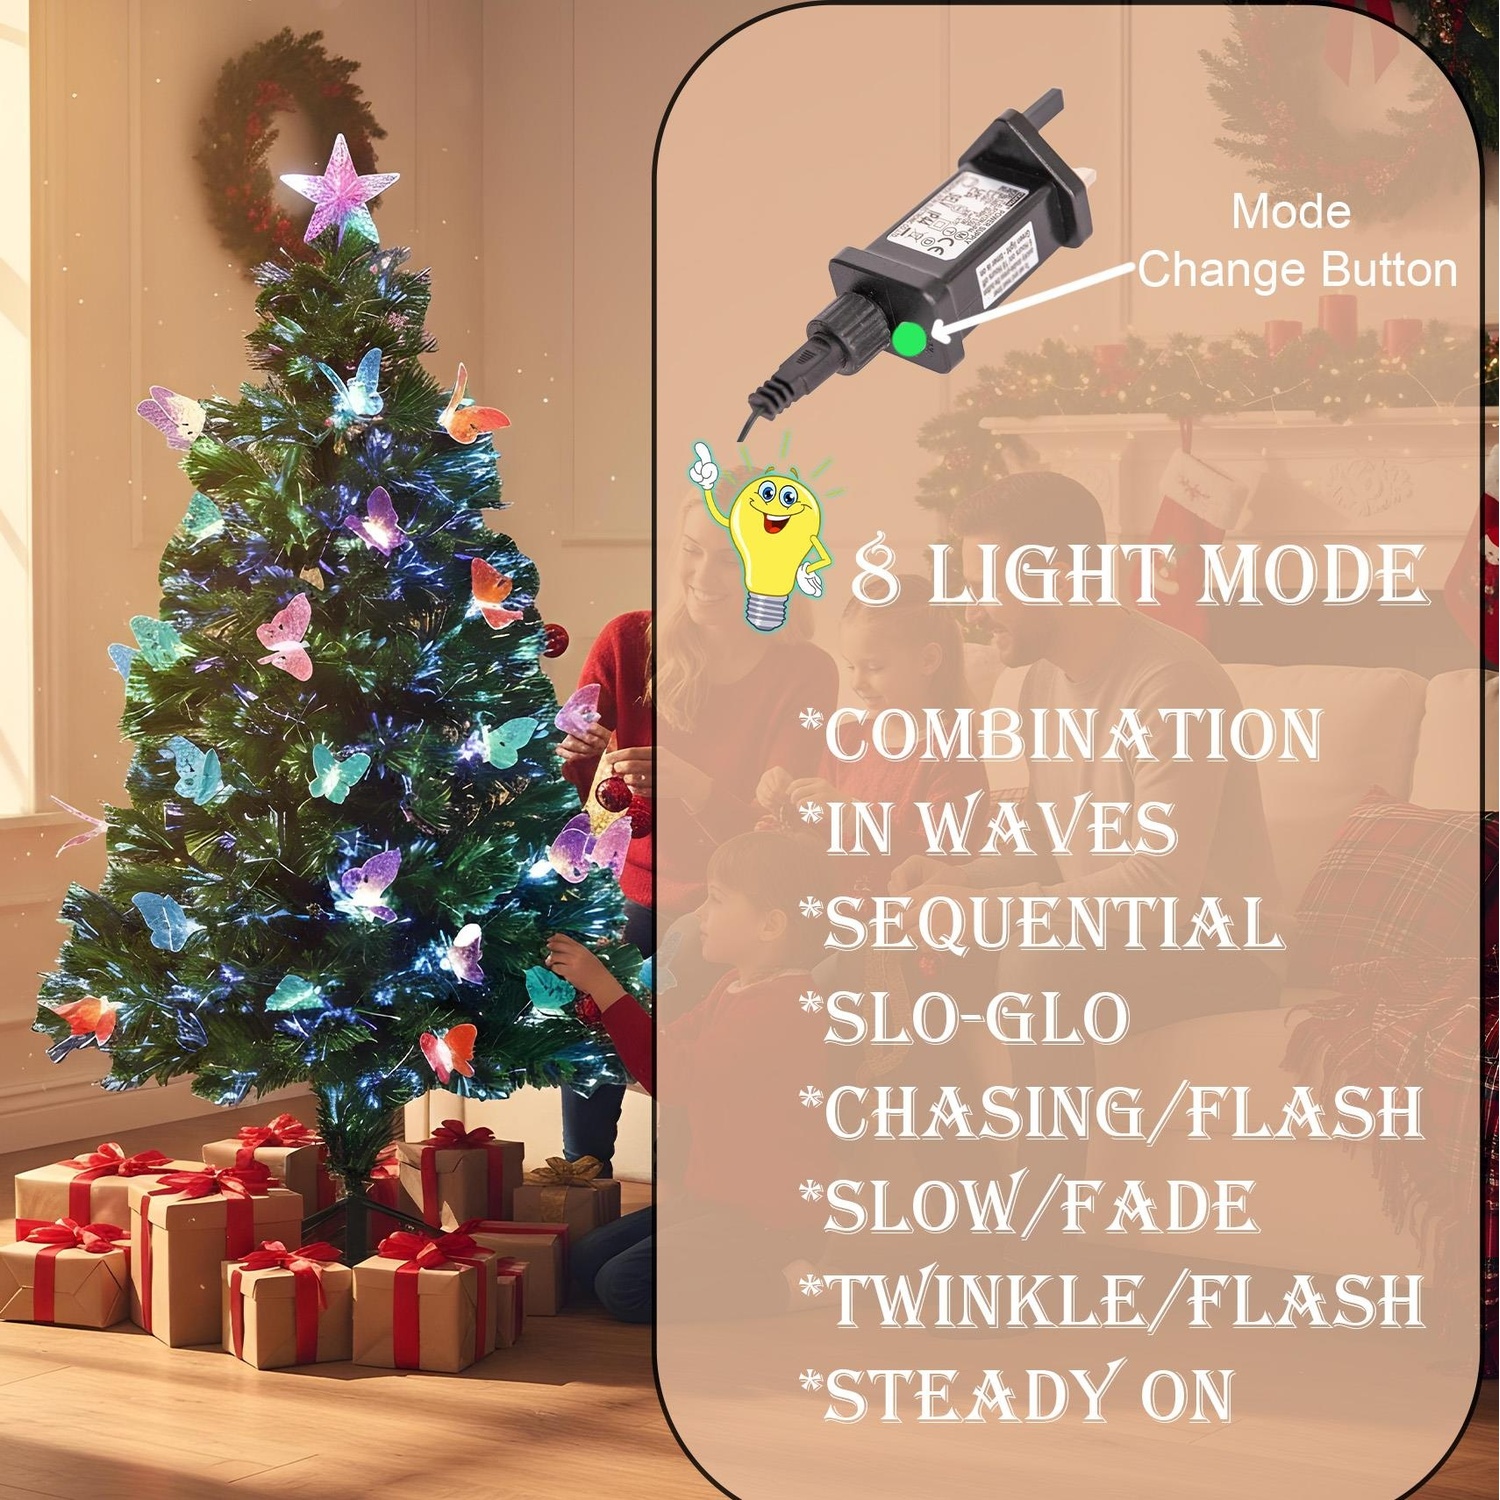 Mode
Change Button
8 LIGHT MODE
*COMBINATION
*IN WAVES
*SEQUENTIAL
*SLO-GLO
*CHASING/FLASH
*SLOW/FADE
*TWINKLE/FLASH
*STEADY ON